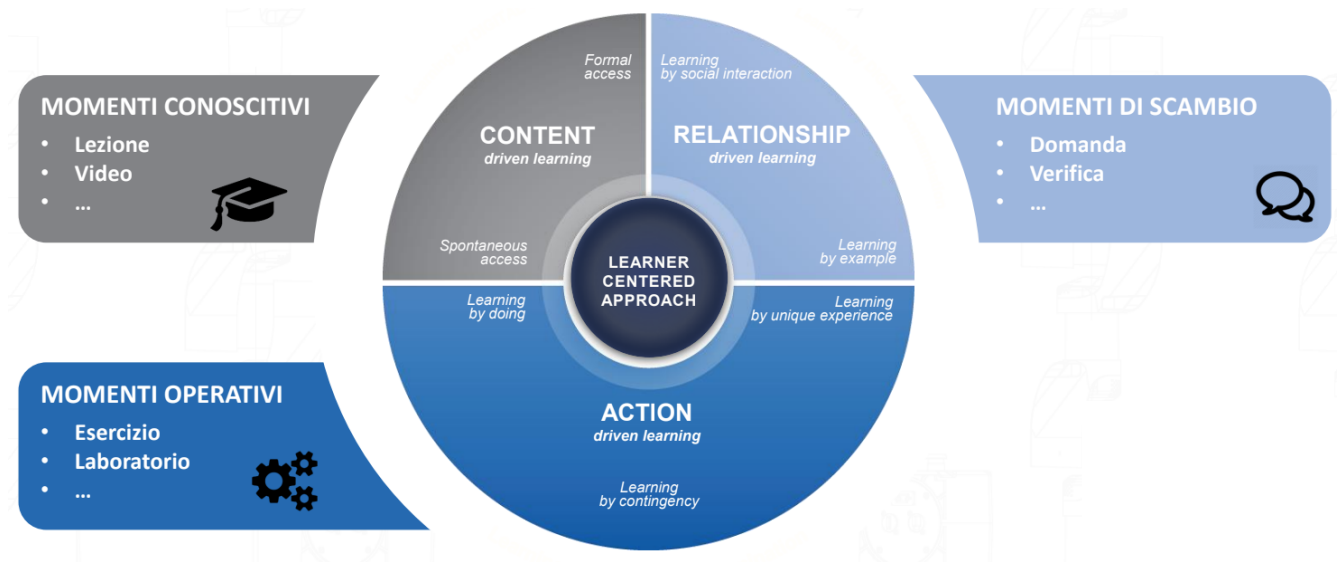 MOMENTI CONOSCITIVI
• Lezione
• Video
• ...
Formal
access
CONTENT
driven learning
Spontaneous
access
Learning
by social interaction
RELATIONSHIP
driven learning
Learning
by example
MOMENTI DI SCAMBIO
• Domanda
• Verifica
• ...
LEARNER
CENTERED
APPROACH
Learning
by doing
Learning
by unique experience
ACTION
driven learning
Learning
by contingency
MOMENTI OPERATIVI
• Esercizio
• Laboratorio
• ...